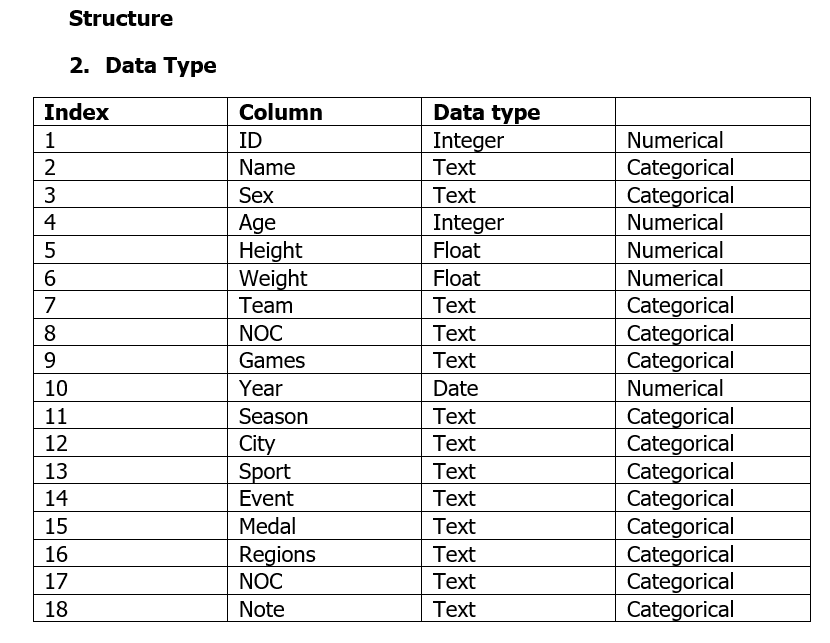 Structure
2. Data Type
Index Column Data type
1 ID Integer Numerical
2 Name Text Categorical
3 Sex Text Categorical
4 Age Integer Numerical
5 Height Float Numerical
6 Weight Float Numerical
7 Team Text Categorical
8 NOC Text Categorical
9 Games Text Categorical
10 Year Date Numerical
11 Season Text Categorical
12 City Text Categorical
13 Sport Text Categorical
14 Event Text Categorical
15 Medal Text Categorical
16 Regions Text Categorical
17 NOC Text Categorical
18 Note Text Categorical